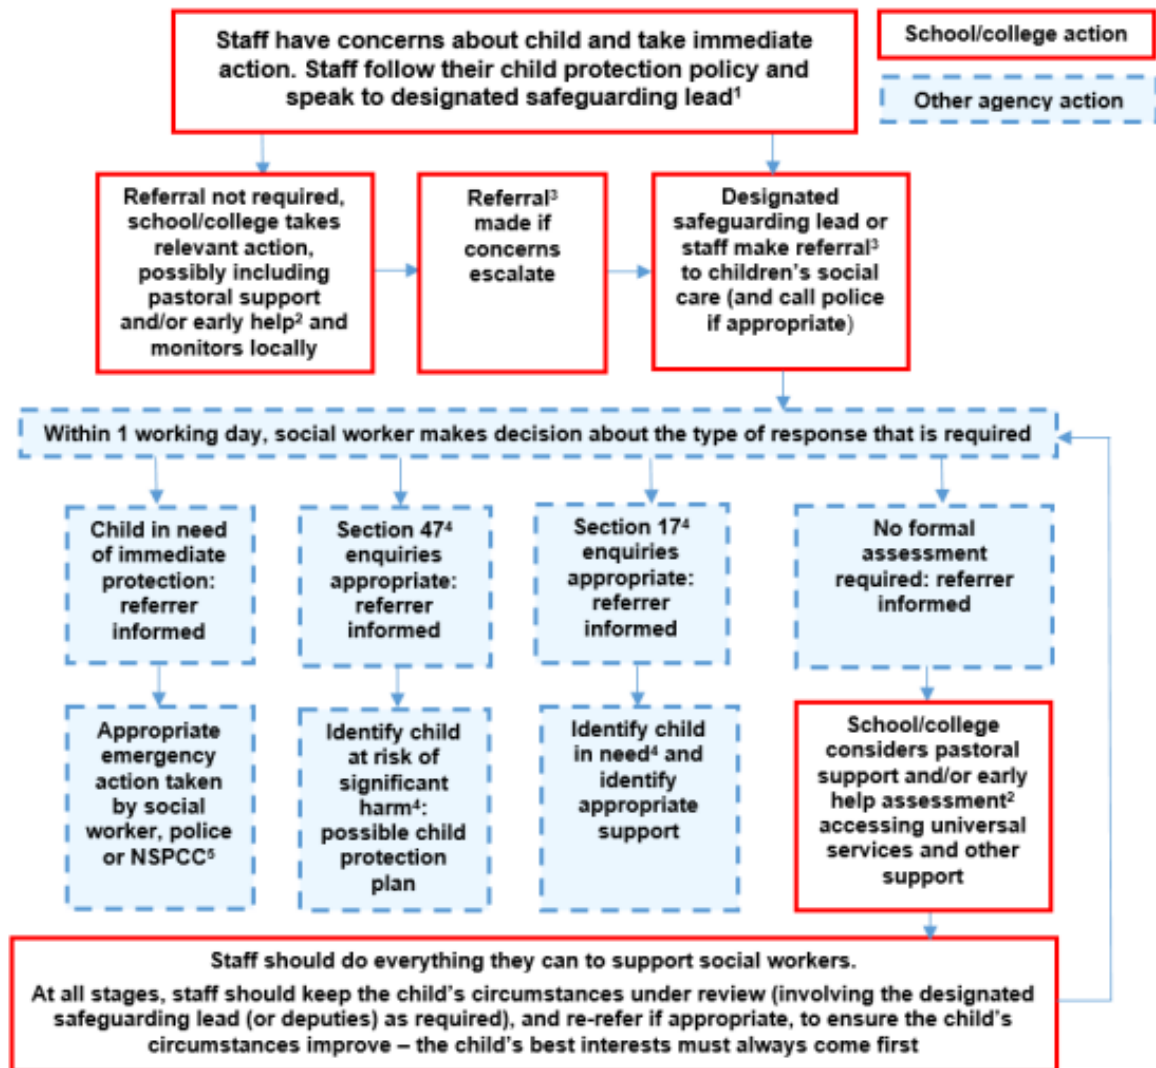 Staff have concerns about child and take immediate
action. Staff follow their child protection policy and
speak to designated safeguarding lead¹
School/college action
Other agency action
Referral not required,
school/college takes
relevant action,
possibly including
pastoral support
and/or early help² and
monitors locally
Referral³
made if
concerns
escalate
Designated
safeguarding lead or
staff make referral³
to children's social
care (and call police
if appropriate)
Within 1 working day, social worker makes decision about the type of response that is required
Child in need
of immediate
protection:
referrer
informed
Section 47⁴
enquiries
appropriate:
referrer
informed
Section 17⁴
enquiries
appropriate:
referrer
informed
No formal
assessment
required: referrer
informed
Appropriate
emergency
action taken
by social
worker, police
or NSPCC⁵
Identify child
at risk of
significant
harm⁴:
possible child
protection
plan
Identify child
in need⁴ and
identify
appropriate
support
School/college
considers pastoral
support and/or early
help assessment²
accessing universal
services and other
support
Staff should do everything they can to support social workers.
At all stages, staff should keep the child's circumstances under review (involving the designated
safeguarding lead (or deputies) as required), and re-refer if appropriate, to ensure the child's
circumstances improve – the child's best interests must always come first